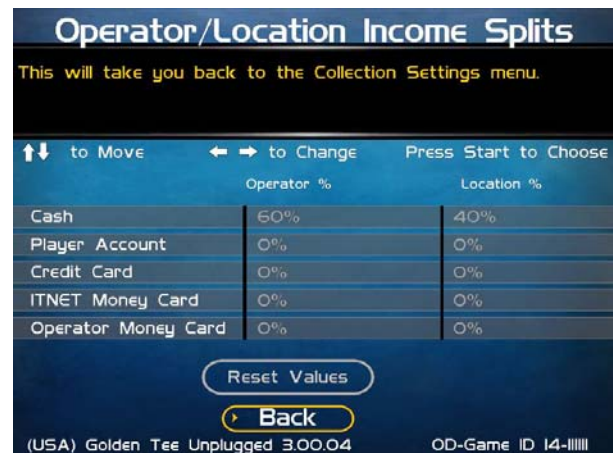 Operator/Location Income Splits
This will take you back to the Collection Settings menu.
to Move to Change Press Start to Choose
Operator % Location %
Cash 60% 40%
Player Account 0% 0%
Credit Card 0% 0%
ITNET Money Card 0% 0%
Operator Money Card 0% 0%
Reset Values
Back
(USA) Golden Tee Unplugged 3.00.04 OD-Game ID 14-111111